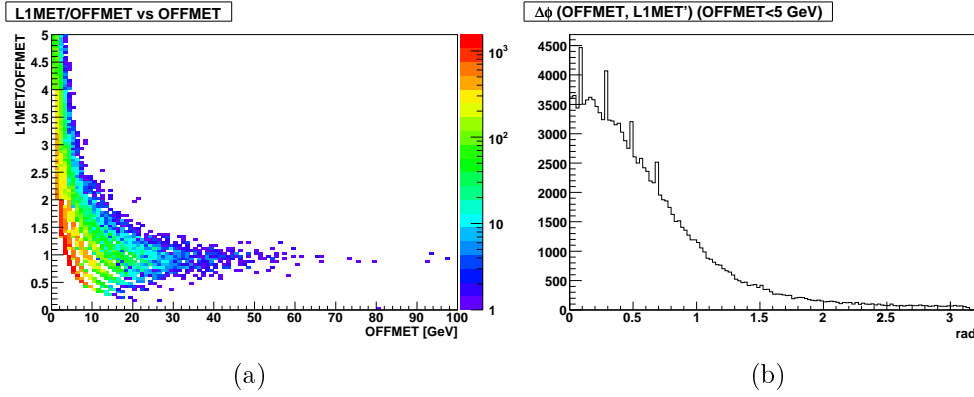 L1MET/OFFMET vs OFFMET
L1MET/OFFMET
5
4.5
4
3.5
3
2.5
2
1.5
1
0.5
0
0 10 20 30 40 50 60 70 80 90 100
OFFMET [GeV]
10³
10²
10
1
(a)
Δϕ (OFFMET, L1MET') (OFFMET<5 GeV)
4500
4000
3500
3000
2500
2000
1500
1000
500
0
0 0.5 1 1.5 2 2.5 3
rad
(b)